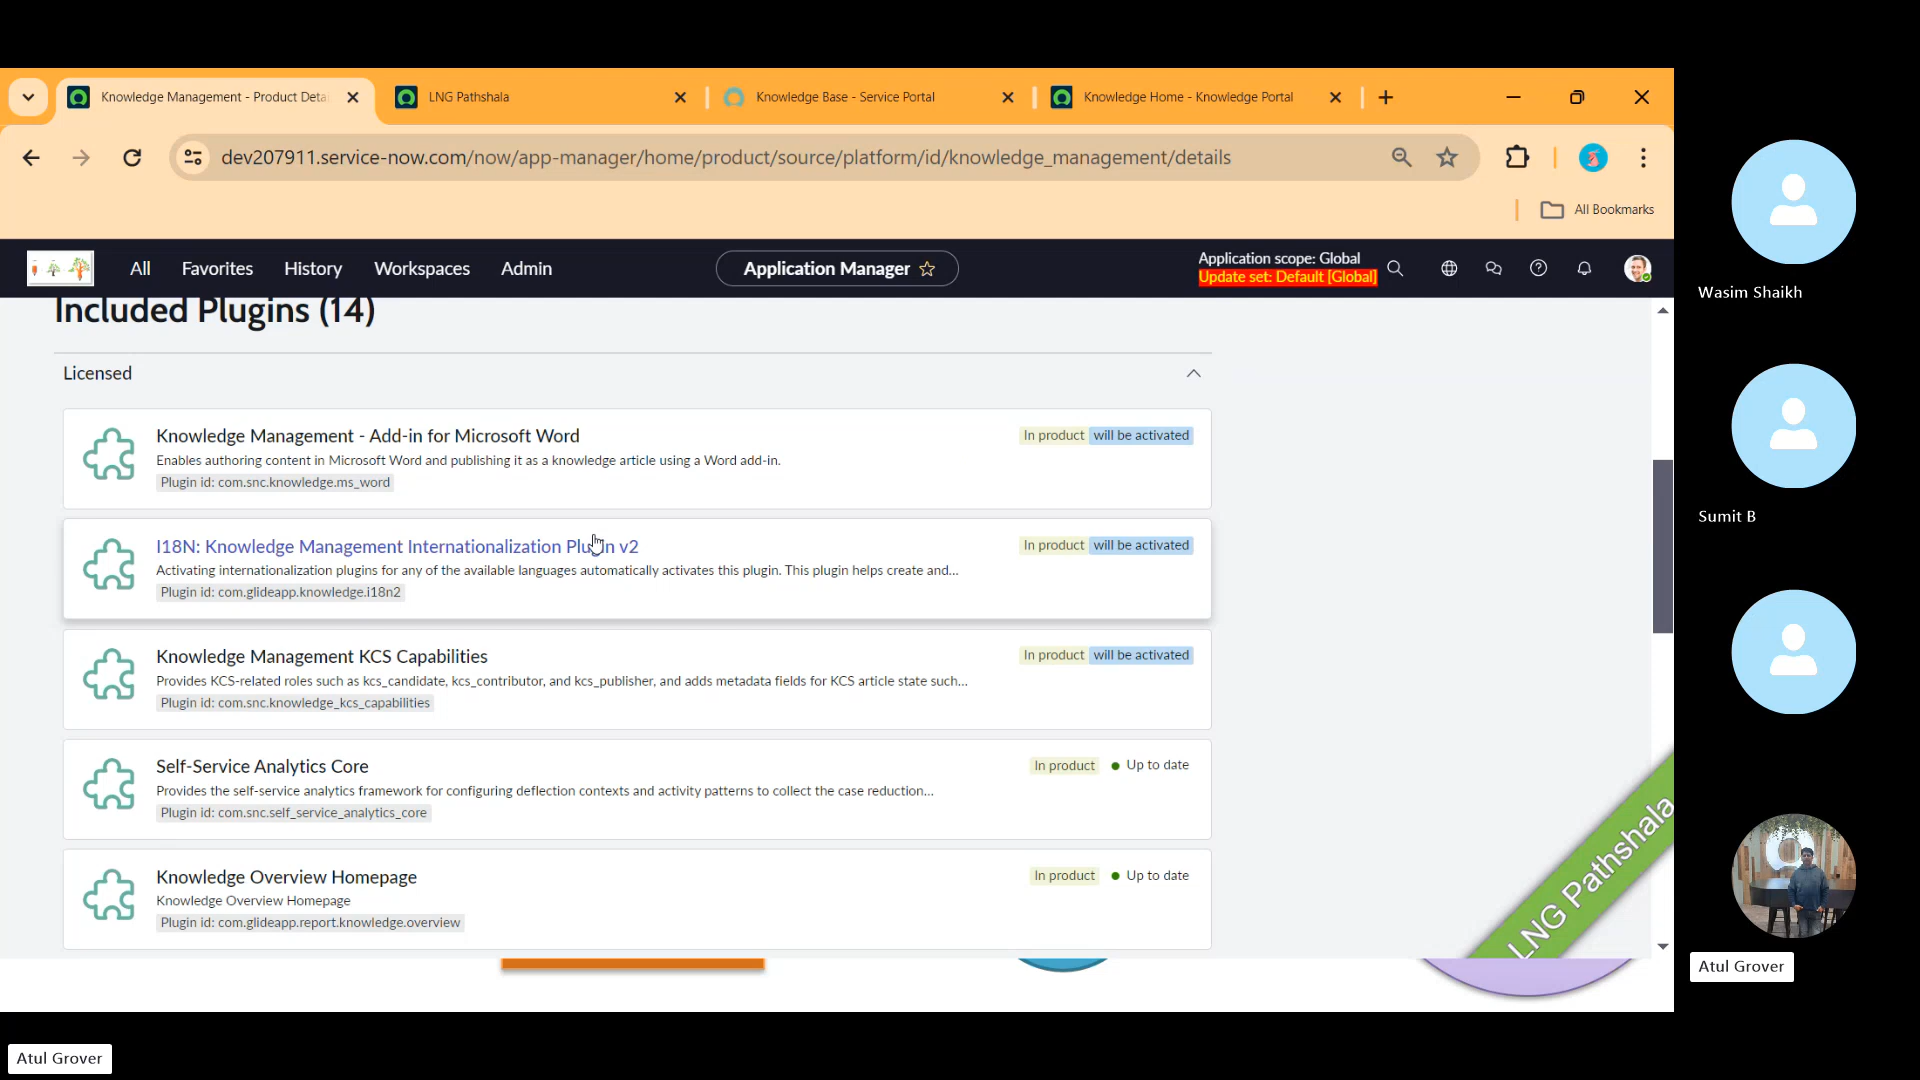 Knowledge Management - Product Deta
LNG Pathshala
Knowledge Base - Service Portal
Knowledge Home - Knowledge Portal
dev207911.service-now.com/now/app-manager/home/product/source/platform/id/knowledge_management/details
All Bookmarks
All
Favorites
History
Workspaces
Admin
Application Manager
Application scope: Global
Update set: Default [Global]
Included Plugins (14)
Licensed
Knowledge Management - Add-in for Microsoft Word
In product
will be activated
Enables authoring content in Microsoft Word and publishing it as a knowledge article using a Word add-in.
Plugin id: com.snc.knowledge.ms_word
I18N: Knowledge Management Internationalization Plugin v2
In product
will be activated
Activating internationalization plugins for any of the available languages automatically activates this plugin. This plugin helps create and...
Plugin id: com.glideapp.knowledge.i18n2
Knowledge Management KCS Capabilities
In product
will be activated
Provides KCS-related roles such as kcs_candidate, kcs_contributor, and kcs_publisher, and adds metadata fields for KCS article state such...
Plugin id: com.snc.knowledge_kcs_capabilities
Self-Service Analytics Core
In product
Up to date
Provides the self-service analytics framework for configuring deflection contexts and activity patterns to collect the case reduction...
Plugin id: com.snc.self_service_analytics_core
Knowledge Overview Homepage
In product
Up to date
Knowledge Overview Homepage
Plugin id: com.glideapp.report.knowledge.overview
LNG Pathshala
Wasim Shaikh
Sumit B
Atul Grover
Atul Grover